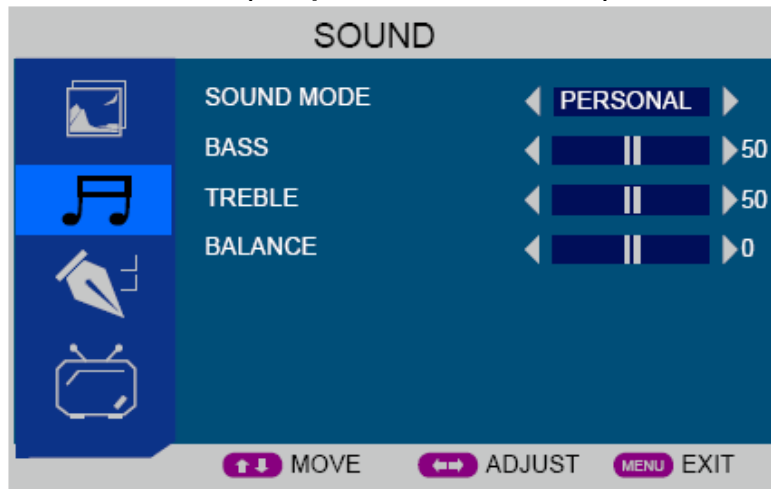 SOUND
SOUND MODE PERSONAL
BASS 50
TREBLE 50
BALANCE 0
MOVE ADJUST MENU EXIT